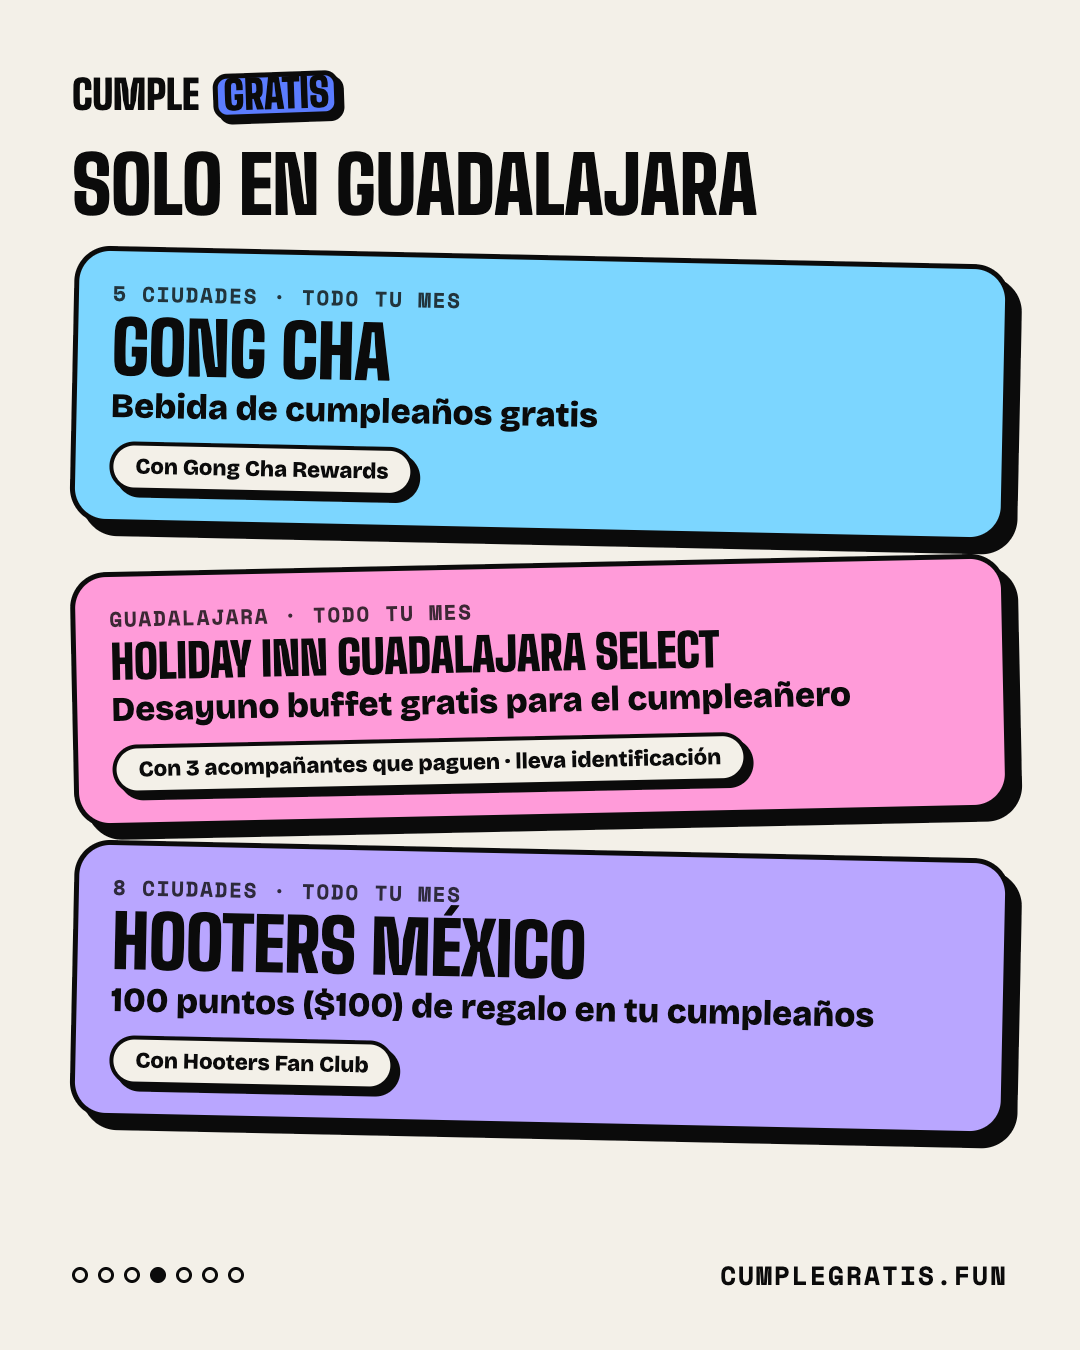 CUMPLE GRATIS
SOLO EN GUADALAJARA
5 CIUDADES · TODO TU MES
GONG CHA
Bebida de cumpleaños gratis
Con Gong Cha Rewards
GUADALAJARA · TODO TU MES
HOLIDAY INN GUADALAJARA SELECT
Desayuno buffet gratis para el cumpleañero
Con 3 acompañantes que paguen · lleva identificación
8 CIUDADES · TODO TU MES
HOOTERS MÉXICO
100 puntos ($100) de regalo en tu cumpleaños
Con Hooters Fan Club
CUMPLEGRATIS.FUN